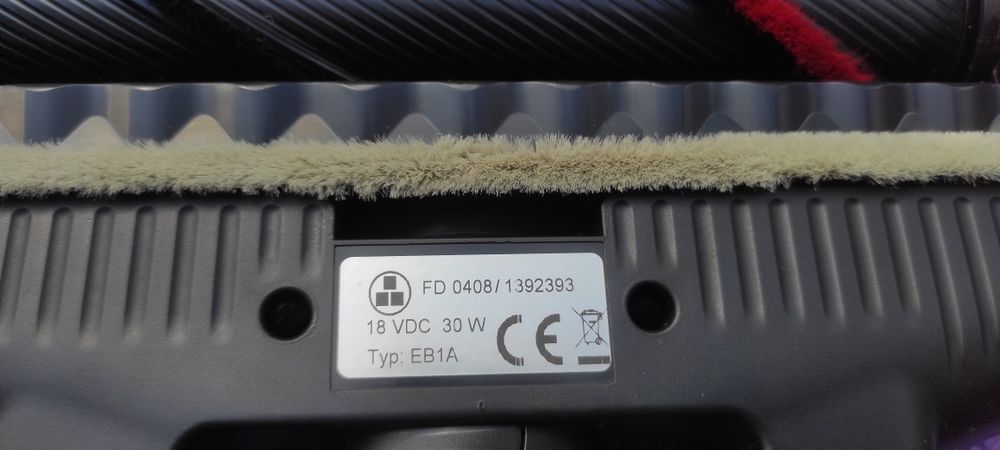 FD 0408/1392393
18 VDC 30 W
CE
Typ: EB1A